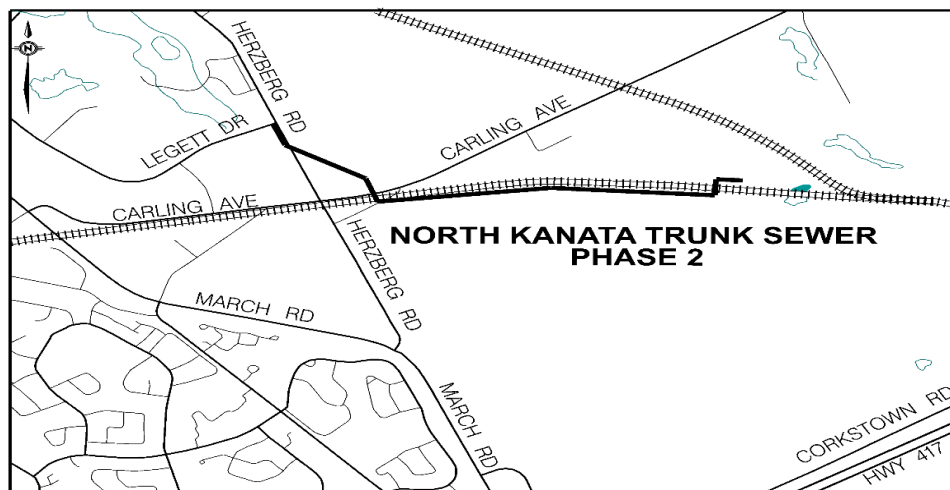 N
HERZBERG RD
LEGETT DR
CARLING AVE
CARLING AVE
NORTH KANATA TRUNK SEWER
PHASE 2
HERZBERG RD
MARCH RD
MARCH RD
CORKSTOWN RD
HWY 417